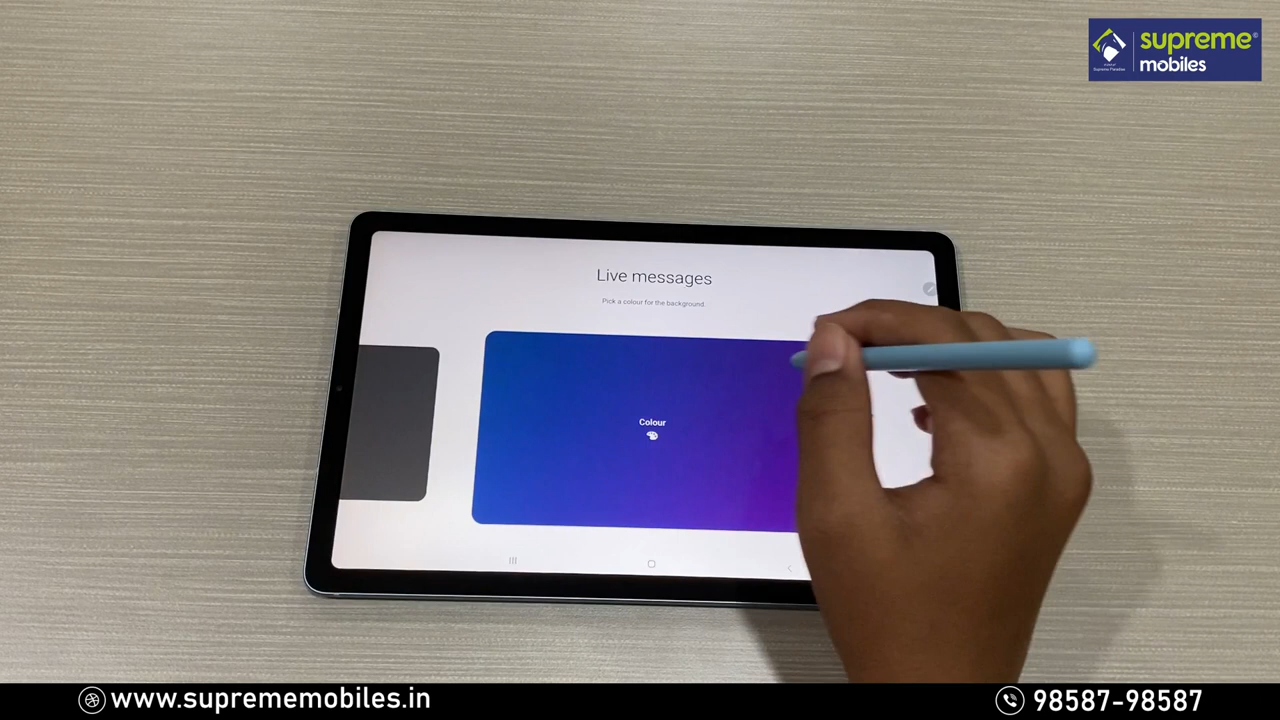 supreme
mobiles
Live messages
Pick a colour for the background.
Colour
www.suprememobiles.in
98587-98587